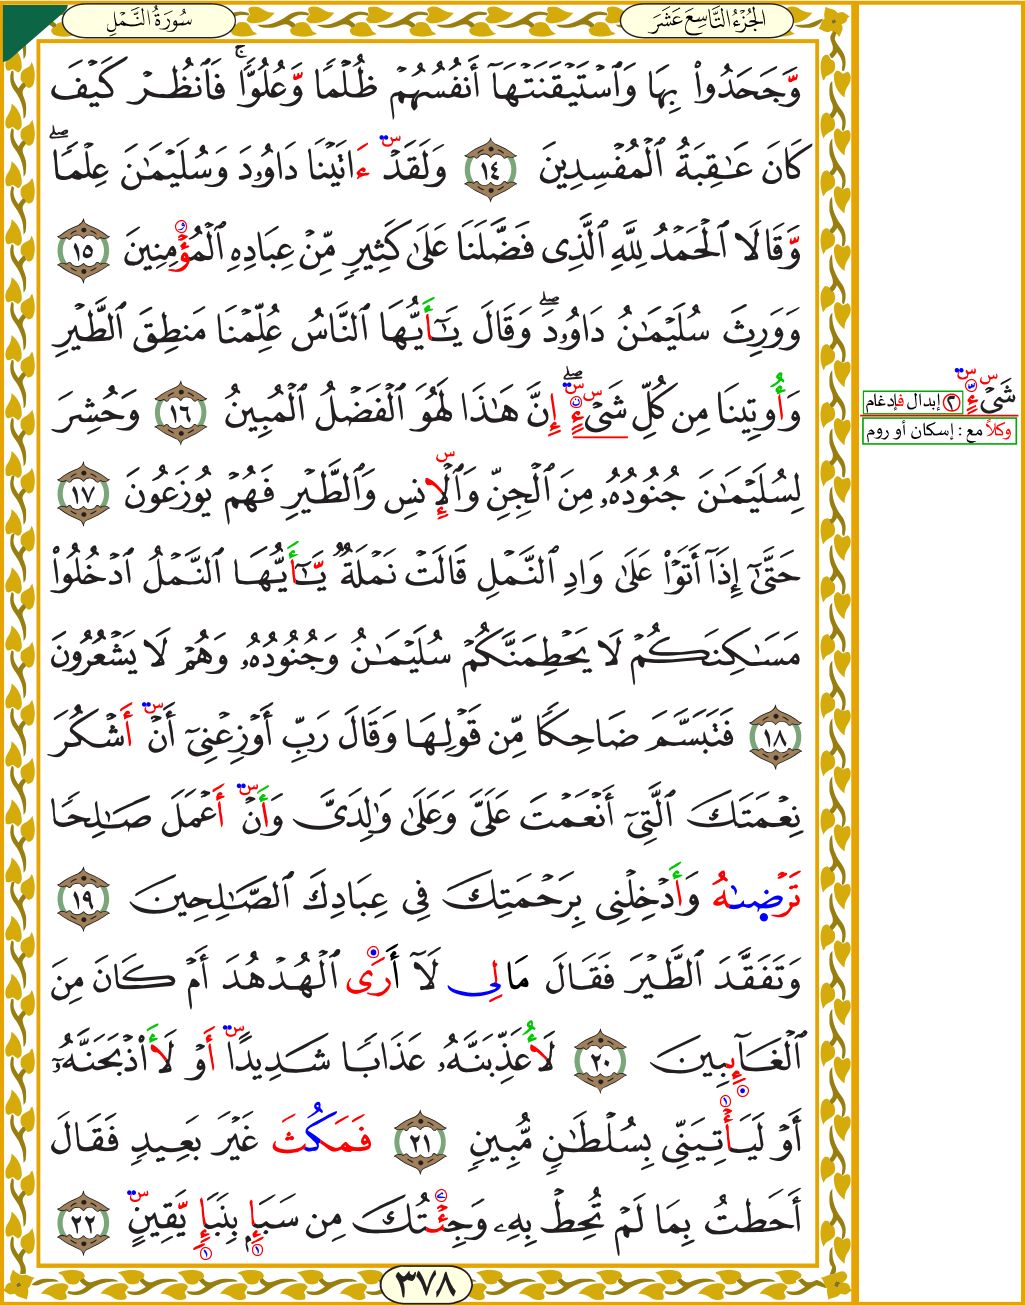 الجُزْءُ التَّاسِعَ عَشَرَ
سُورَةُ النَّمۡلِ
وَّجَحَدُواْ بِهَا وَٱسۡتَيۡقَنَتۡهَآ أَنفُسُهُمۡ ظُلۡمٗا وَّعُلُوّٗاۚ فَٱنظُرۡ كَيۡفَ
كَانَ عَٰقِبَةُ ٱلۡمُفۡسِدِينَ ١٤ وَلَقَدۡ ءَاتَيۡنَا دَاوُۥدَ وَسُلَيۡمَٰنَ عِلۡمٗاۖ
وَّقَالَا ٱلۡحَمۡدُ لِلَّهِ ٱلَّذِي فَضَّلَنَا عَلَىٰ كَثِيرٖ مِّنۡ عِبَادِهِ ٱلۡمُؤۡمِنِينَ ١٥
وَوَرِثَ سُلَيۡمَٰنُ دَاوُۥدَۖ وَقَالَ يَٰٓأَيُّهَا ٱلنَّاسُ عُلِّمۡنَا مَنطِقَ ٱلطَّيۡرِ
وَأُوتِينَا مِن كُلِّ شَيۡءٍۖ إِنَّ هَٰذَا لَهُوَ ٱلۡفَضۡلُ ٱلۡمُبِينُ ١٦ وَحُشِرَ
شَيۡءٍ ٢ إبدال فإدغام
وكلاً مع : إسكان أو روم
لِسُلَيۡمَٰنَ جُنُودُهُۥ مِنَ ٱلۡجِنِّ وَٱلۡإِنسِ وَٱلطَّيۡرِ فَهُمۡ يُوزَعُونَ ١٧
حَتَّىٰٓ إِذَآ أَتَوۡاْ عَلَىٰ وَادِ ٱلنَّمۡلِ قَالَتۡ نَمۡلَةٞ يَّٰٓأَيُّهَا ٱلنَّمۡلُ ٱدۡخُلُواْ
مَسَٰكِنَكُمۡ لَا يَحۡطِمَنَّكُمۡ سُلَيۡمَٰنُ وَجُنُودُهُۥ وَهُمۡ لَا يَشۡعُرُونَ
١٨ فَتَبَسَّمَ ضَاحِكٗا مِّن قَوۡلِهَا وَقَالَ رَبِّ أَوۡزِعۡنِيٓ أَنۡ أَشۡكُرَ
نِعۡمَتَكَ ٱلَّتِيٓ أَنۡعَمۡتَ عَلَيَّ وَعَلَىٰ وَٰلِدَيَّ وَأَنۡ أَعۡمَلَ صَٰلِحٗا
تَرۡضَىٰهُ وَأَدۡخِلۡنِي بِرَحۡمَتِكَ فِي عِبَادِكَ ٱلصَّٰلِحِينَ ١٩
وَتَفَقَّدَ ٱلطَّيۡرَ فَقَالَ مَا لِي لَآ أَرَى ٱلۡهُدۡهُدَ أَمۡ كَانَ مِنَ
ٱلۡغَآئِبِينَ ٢٠ لَأُعَذِّبَنَّهُۥ عَذَابٗا شَدِيدًا أَوۡ لَأَاْذۡبَحَنَّهُۥٓ
أَوۡ لَيَأۡتِيَنِّي بِسُلۡطَٰنٖ مُّبِينٖ ٢١ فَمَكُثَ غَيۡرَ بَعِيدٖ فَقَالَ
أَحَطتُ بِمَا لَمۡ تُحِطۡ بِهِۦ وَجِئۡتُكَ مِن سَبَإِۭ بِنَبَإٖ يَّقِينٍ ٢٢
٣٧٨